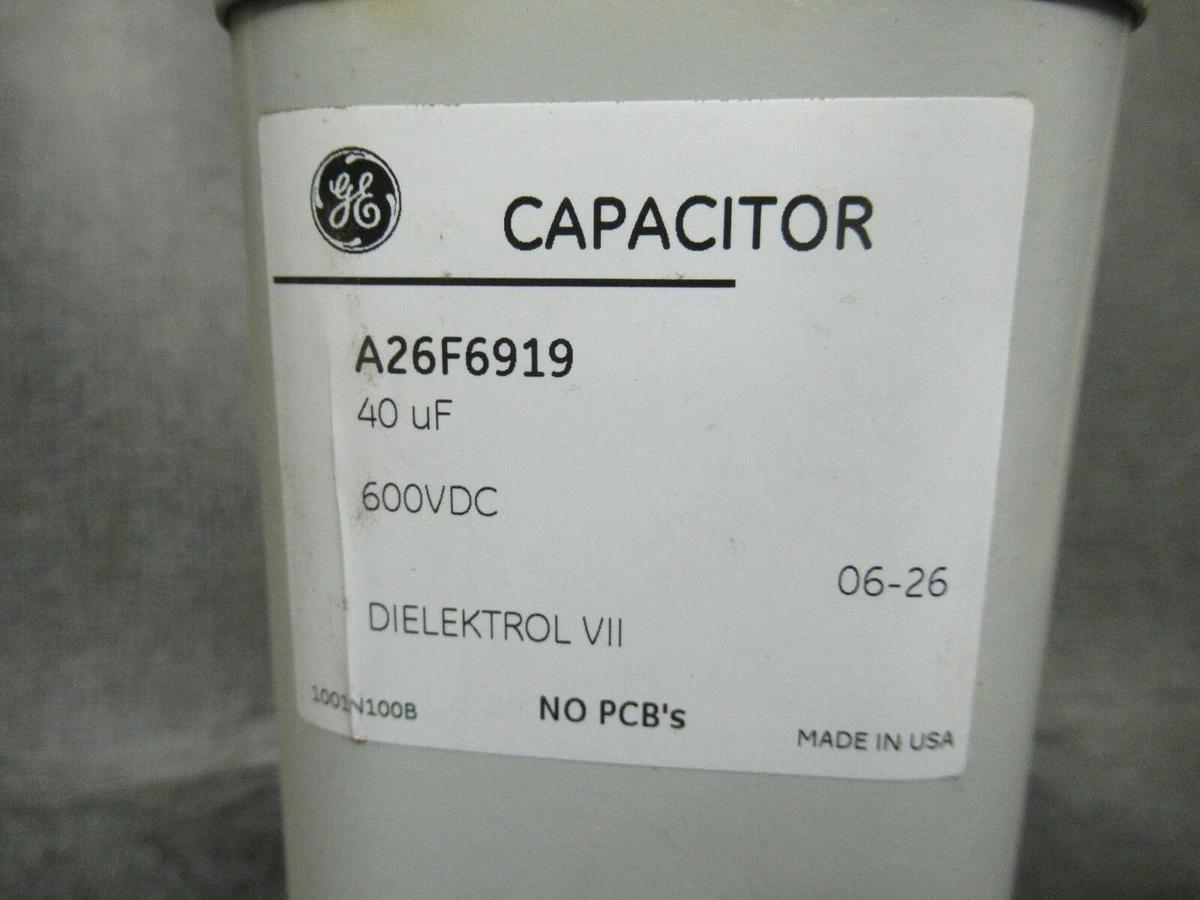 GE
CAPACITOR
A26F6919
40 uF
600VDC
06-26
DIELEKTROL VII
1001N100B
NO PCB's
MADE IN USA